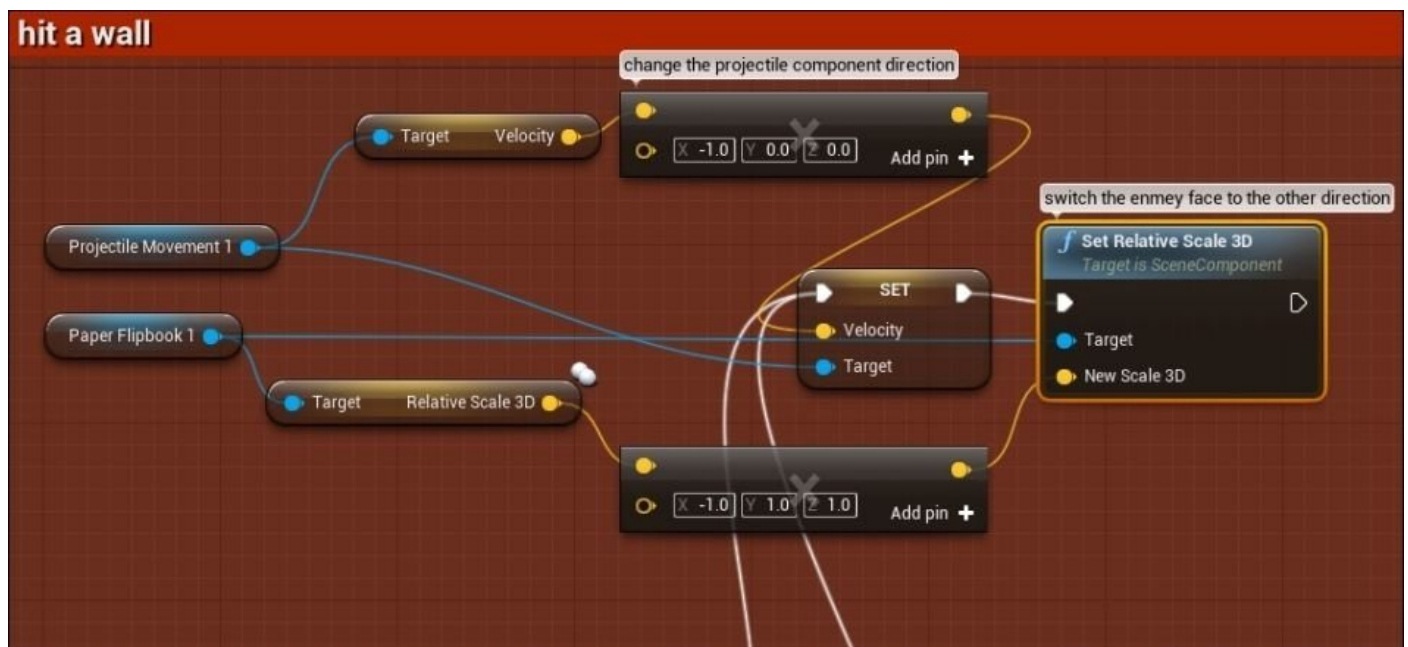 hit a wall
change the projectile component direction
Target Velocity
X -1.0 Y 0.0 Z 0.0 Add pin
switch the enmey face to the other direction
Projectile Movement 1
f Set Relative Scale 3D
Target is SceneComponent
SET
Velocity
Target
Paper Flipbook 1
Target
New Scale 3D
Target Relative Scale 3D
X -1.0 Y 1.0 Z 1.0 Add pin